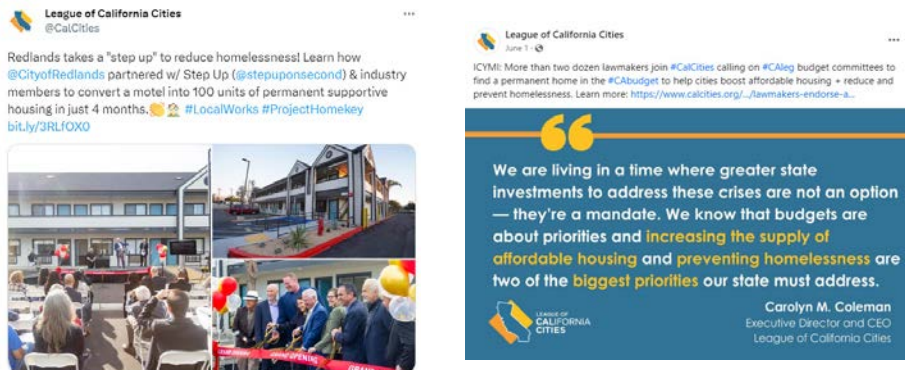 League of California Cities
@CalCities
Redlands takes a "step up" to reduce homelessness! Learn how
@CityofRedlands partnered w/ Step Up (@stepuponsecond) & industry
members to convert a motel into 100 units of permanent supportive
housing in just 4 months.👏🏡 #LocalWorks #ProjectHomekey
bit.ly/3RLfOX0
GRAND OPENING
League of California Cities
June 1 ·
ICYMI: More than two dozen lawmakers join #CalCities calling on #CAleg budget committees to
find a permanent home in the #CAbudget to help cities boost affordable housing + reduce and
prevent homelessness. Learn more: https://www.calcities.org/.../lawmakers-endorse-a...
We are living in a time where greater state
investments to address these crises are not an option
— they're a mandate. We know that budgets are
about priorities and increasing the supply of
affordable housing and preventing homelessness are
two of the biggest priorities our state must address.
Carolyn M. Coleman
Executive Director and CEO
League of California Cities
LEAGUE OF
CALIFORNIA
CITIES